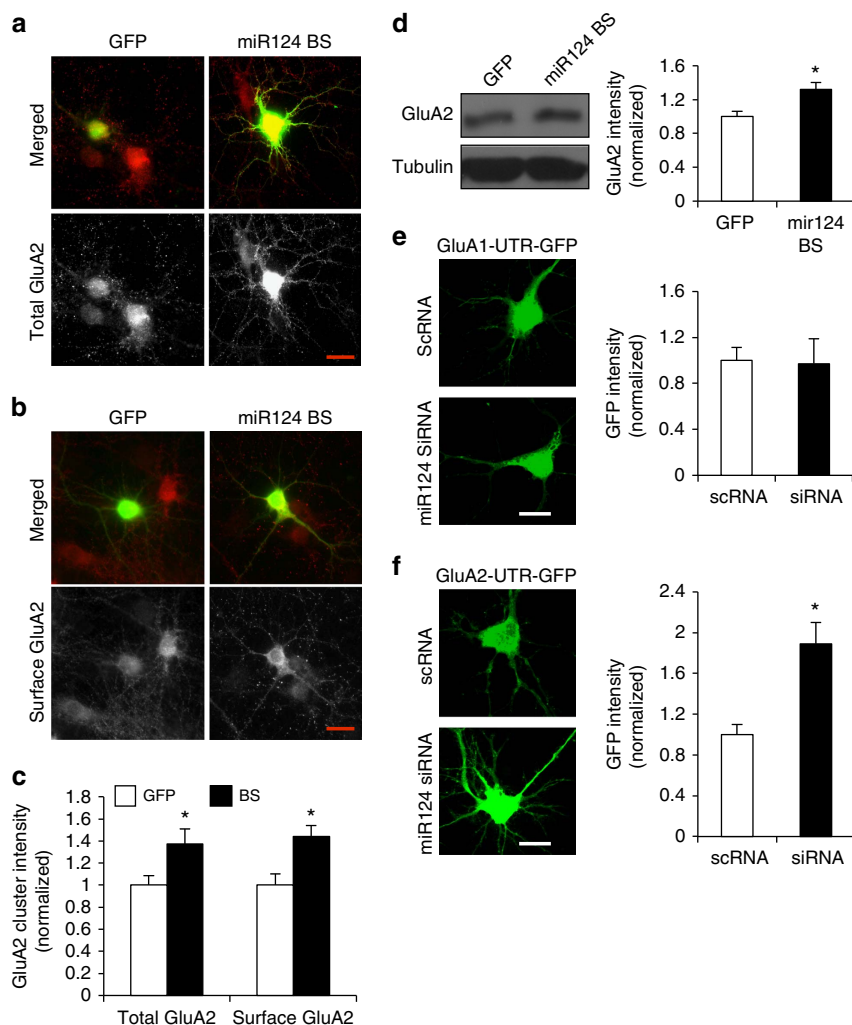 a
GFP
miR124 BS
Merged
Total GluA2
b
GFP
miR124 BS
Merged
Surface GluA2
c
GFP
BS
GluA2 cluster intensity
(normalized)
1.8
1.6
1.4
1.2
1
0.8
0.6
0.4
0.2
0
*
*
Total GluA2
Surface GluA2
d
GFP
miR124 BS
GluA2
Tubulin
GluA2 intensity
(normalized)
1.6
1.2
0.8
0.4
0
*
GFP
mir124
BS
e
GluA1-UTR-GFP
ScRNA
miR124 SiRNA
GFP intensity
(normalized)
1.6
1.2
0.8
0.4
0
scRNA
siRNA
f
GluA2-UTR-GFP
scRNA
miR124 siRNA
GFP intensity
(normalized)
2.4
2
1.6
1.2
0.8
0.4
0
*
scRNA
siRNA